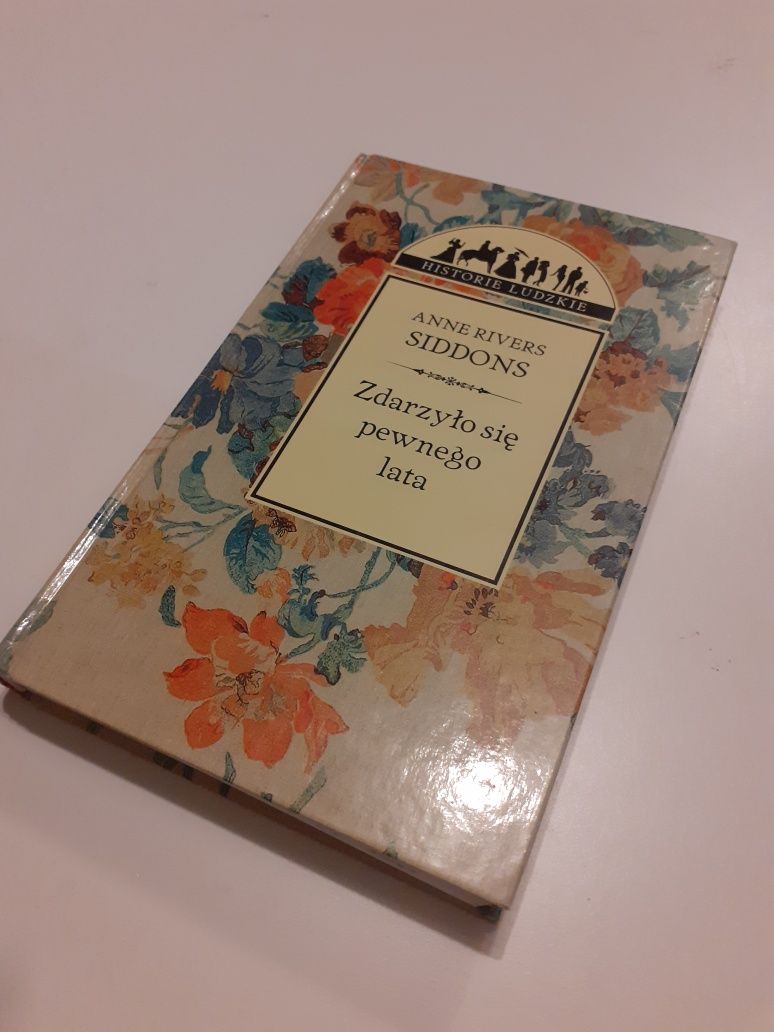 HISTORIE LUDZKIE
ANNE RIVERS
SIDDONS
Zdarzyło się
pewnego
lata